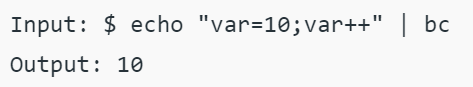 Input: $ echo "var=10;var++" | bc
Output: 10